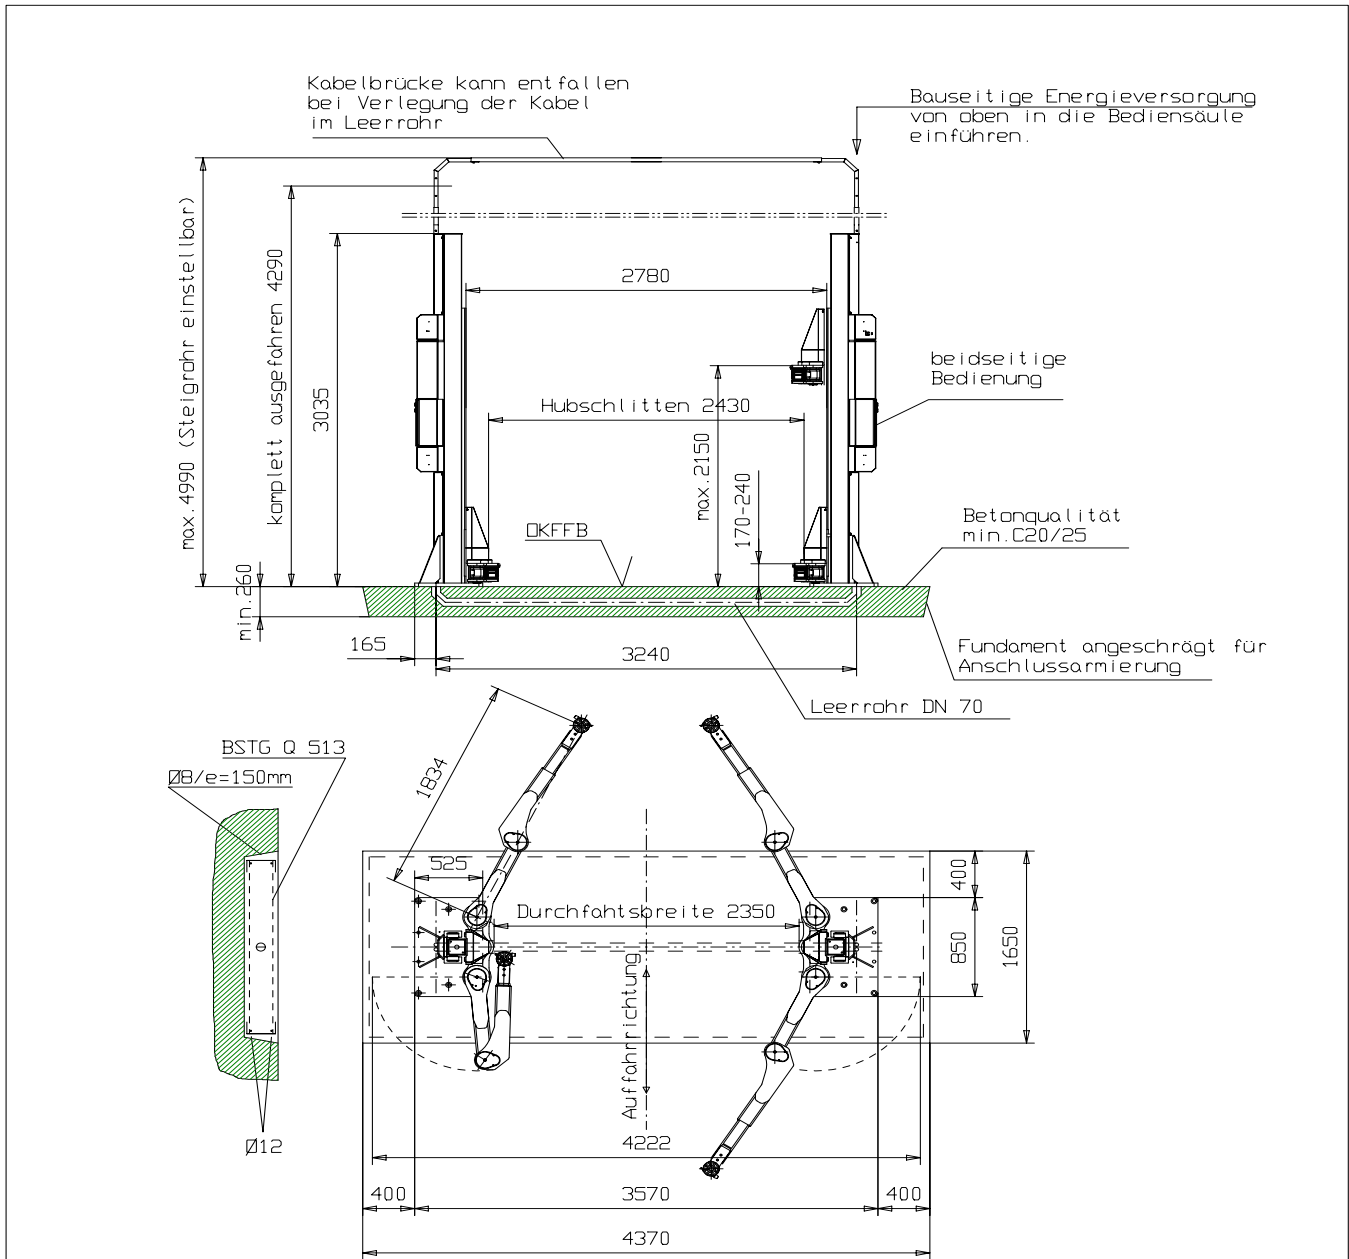 Kabelbrücke kann entfallen
bei Verlegung der Kabel
im Leerrohr
Bauseitige Energieversorgung
von oben in die Bediensäule
einführen.
max.4990 (Steigrohr einstellbar)
komplett ausgefahren 4290
3035
2780
beidseitige
Bedienung
Hubschlitten 2430
max.2150
170-240
OKFFB
Betonqualität
min.C20/25
min.260
165
3240
Fundament angeschrägt für
Anschlussarmierung
Leerrohr DN 70
BSTG Q 513
Ø8/e=150mm
1834
525
400
Durchfahtsbreite 2350
850
1650
Auffahrrichtung
Ø12
4222
400
3570
400
4370